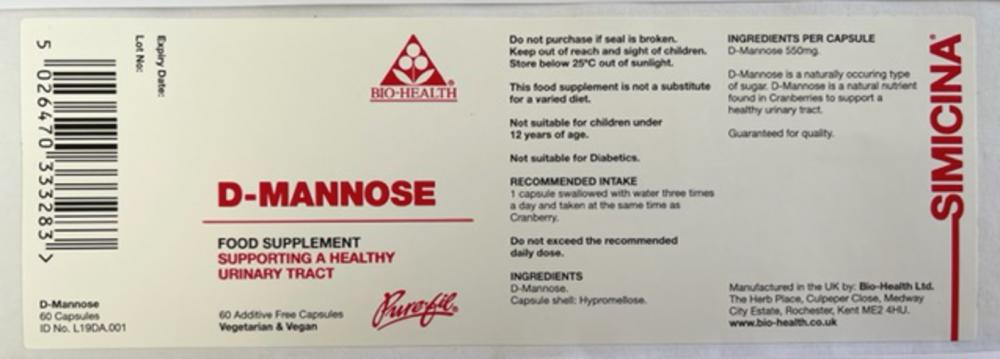 5 026470 333283 >
Expiry Date:
Lot No:
D-Mannose
60 Capsules
ID No. L19DA.001
BIO-HEALTH®
D-MANNOSE
FOOD SUPPLEMENT
SUPPORTING A HEALTHY
URINARY TRACT
60 Additive Free Capsules
Vegetarian & Vegan
Purefil®
Do not purchase if seal is broken.
Keep out of reach and sight of children.
Store below 25°C out of sunlight.
This food supplement is not a substitute
for a varied diet.
Not suitable for children under
12 years of age.
Not suitable for Diabetics.
RECOMMENDED INTAKE
1 capsule swallowed with water three times
a day and taken at the same time as
Cranberry.
Do not exceed the recommended
daily dose.
INGREDIENTS
D-Mannose.
Capsule shell: Hypromellose.
INGREDIENTS PER CAPSULE
D-Mannose 550mg.
D-Mannose is a naturally occuring type
of sugar. D-Mannose is a natural nutrient
found in Cranberries to support a
healthy urinary tract.
Guaranteed for quality.
Manufactured in the UK by: Bio-Health Ltd.
The Herb Place, Culpeper Close, Medway
City Estate, Rochester, Kent ME2 4HU.
www.bio-health.co.uk
SIMICINA®